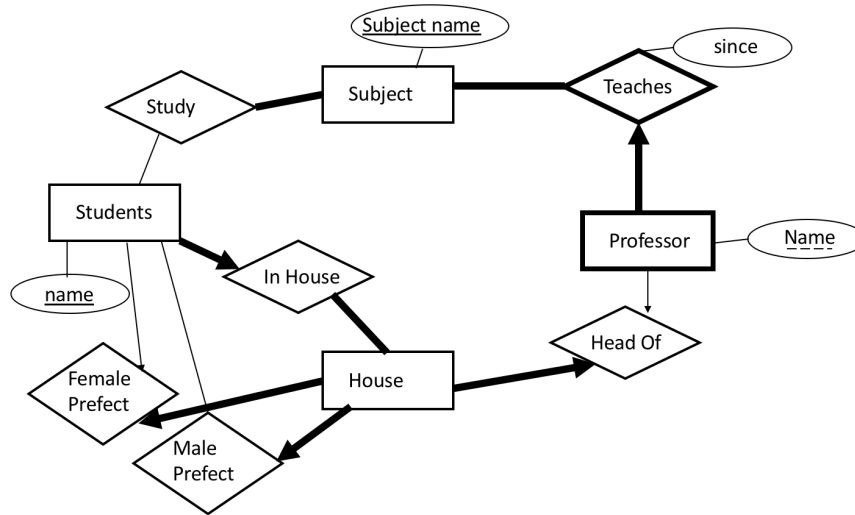 Subject name
since
Subject
Teaches
Study
Students
Professor
Name
In House
name
Head Of
Female
Prefect
House
Male
Prefect